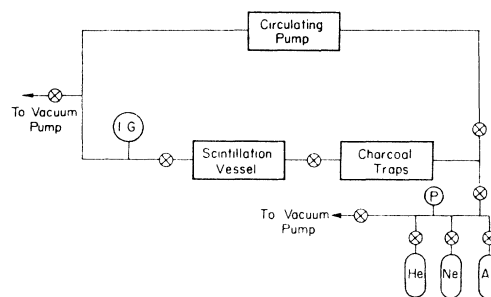 Circulating
Pump
To Vacuum
Pump
I G
Scintillation
Vessel
Charcoal
Traps
P
To Vacuum
Pump
He
Ne
A